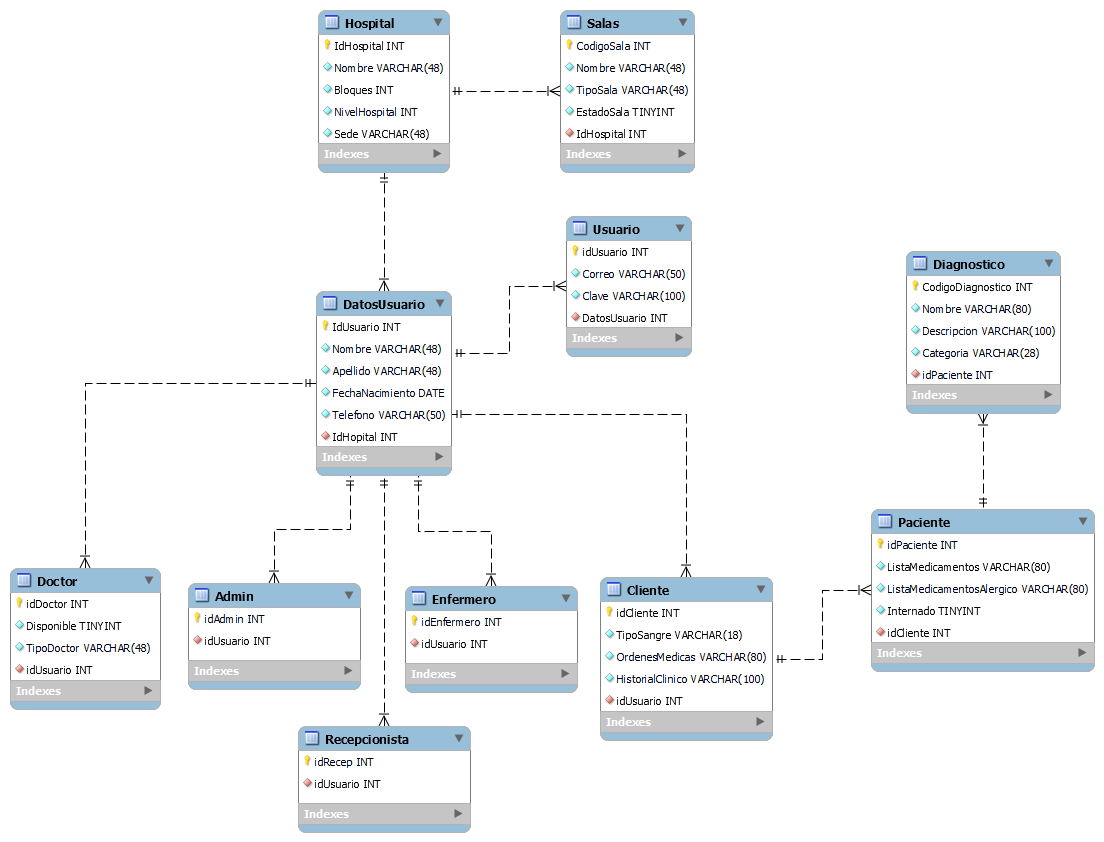 Hospital
IdHospital INT
Nombre VARCHAR(48)
Bloques INT
NivelHospital INT
Sede VARCHAR(48)
Indexes
Salas
CodigoSala INT
Nombre VARCHAR(48)
TipoSala VARCHAR(48)
EstadoSala TINYINT
IdHospital INT
Indexes
Usuario
idUsuario INT
Correo VARCHAR(50)
Clave VARCHAR(100)
DatosUsuario INT
Indexes
Diagnostico
CodigoDiagnostico INT
Nombre VARCHAR(80)
Descripcion VARCHAR(100)
Categoria VARCHAR(28)
idPaciente INT
Indexes
DatosUsuario
IdUsuario INT
Nombre VARCHAR(48)
Apellido VARCHAR(48)
FechaNacimiento DATE
Telefono VARCHAR(50)
IdHopital INT
Indexes
Paciente
idPaciente INT
ListaMedicamentos VARCHAR(80)
ListaMedicamentosAlergico VARCHAR(80)
Internado TINYINT
idCliente INT
Indexes
Doctor
idDoctor INT
Disponible TINYINT
TipoDoctor VARCHAR(48)
idUsuario INT
Indexes
Admin
idAdmin INT
idUsuario INT
Indexes
Enfermero
idEnfermero INT
idUsuario INT
Indexes
Cliente
idCliente INT
TipoSangre VARCHAR(18)
OrdenesMedicas VARCHAR(80)
HistorialClinico VARCHAR(100)
idUsuario INT
Indexes
Recepcionista
idRecep INT
idUsuario INT
Indexes